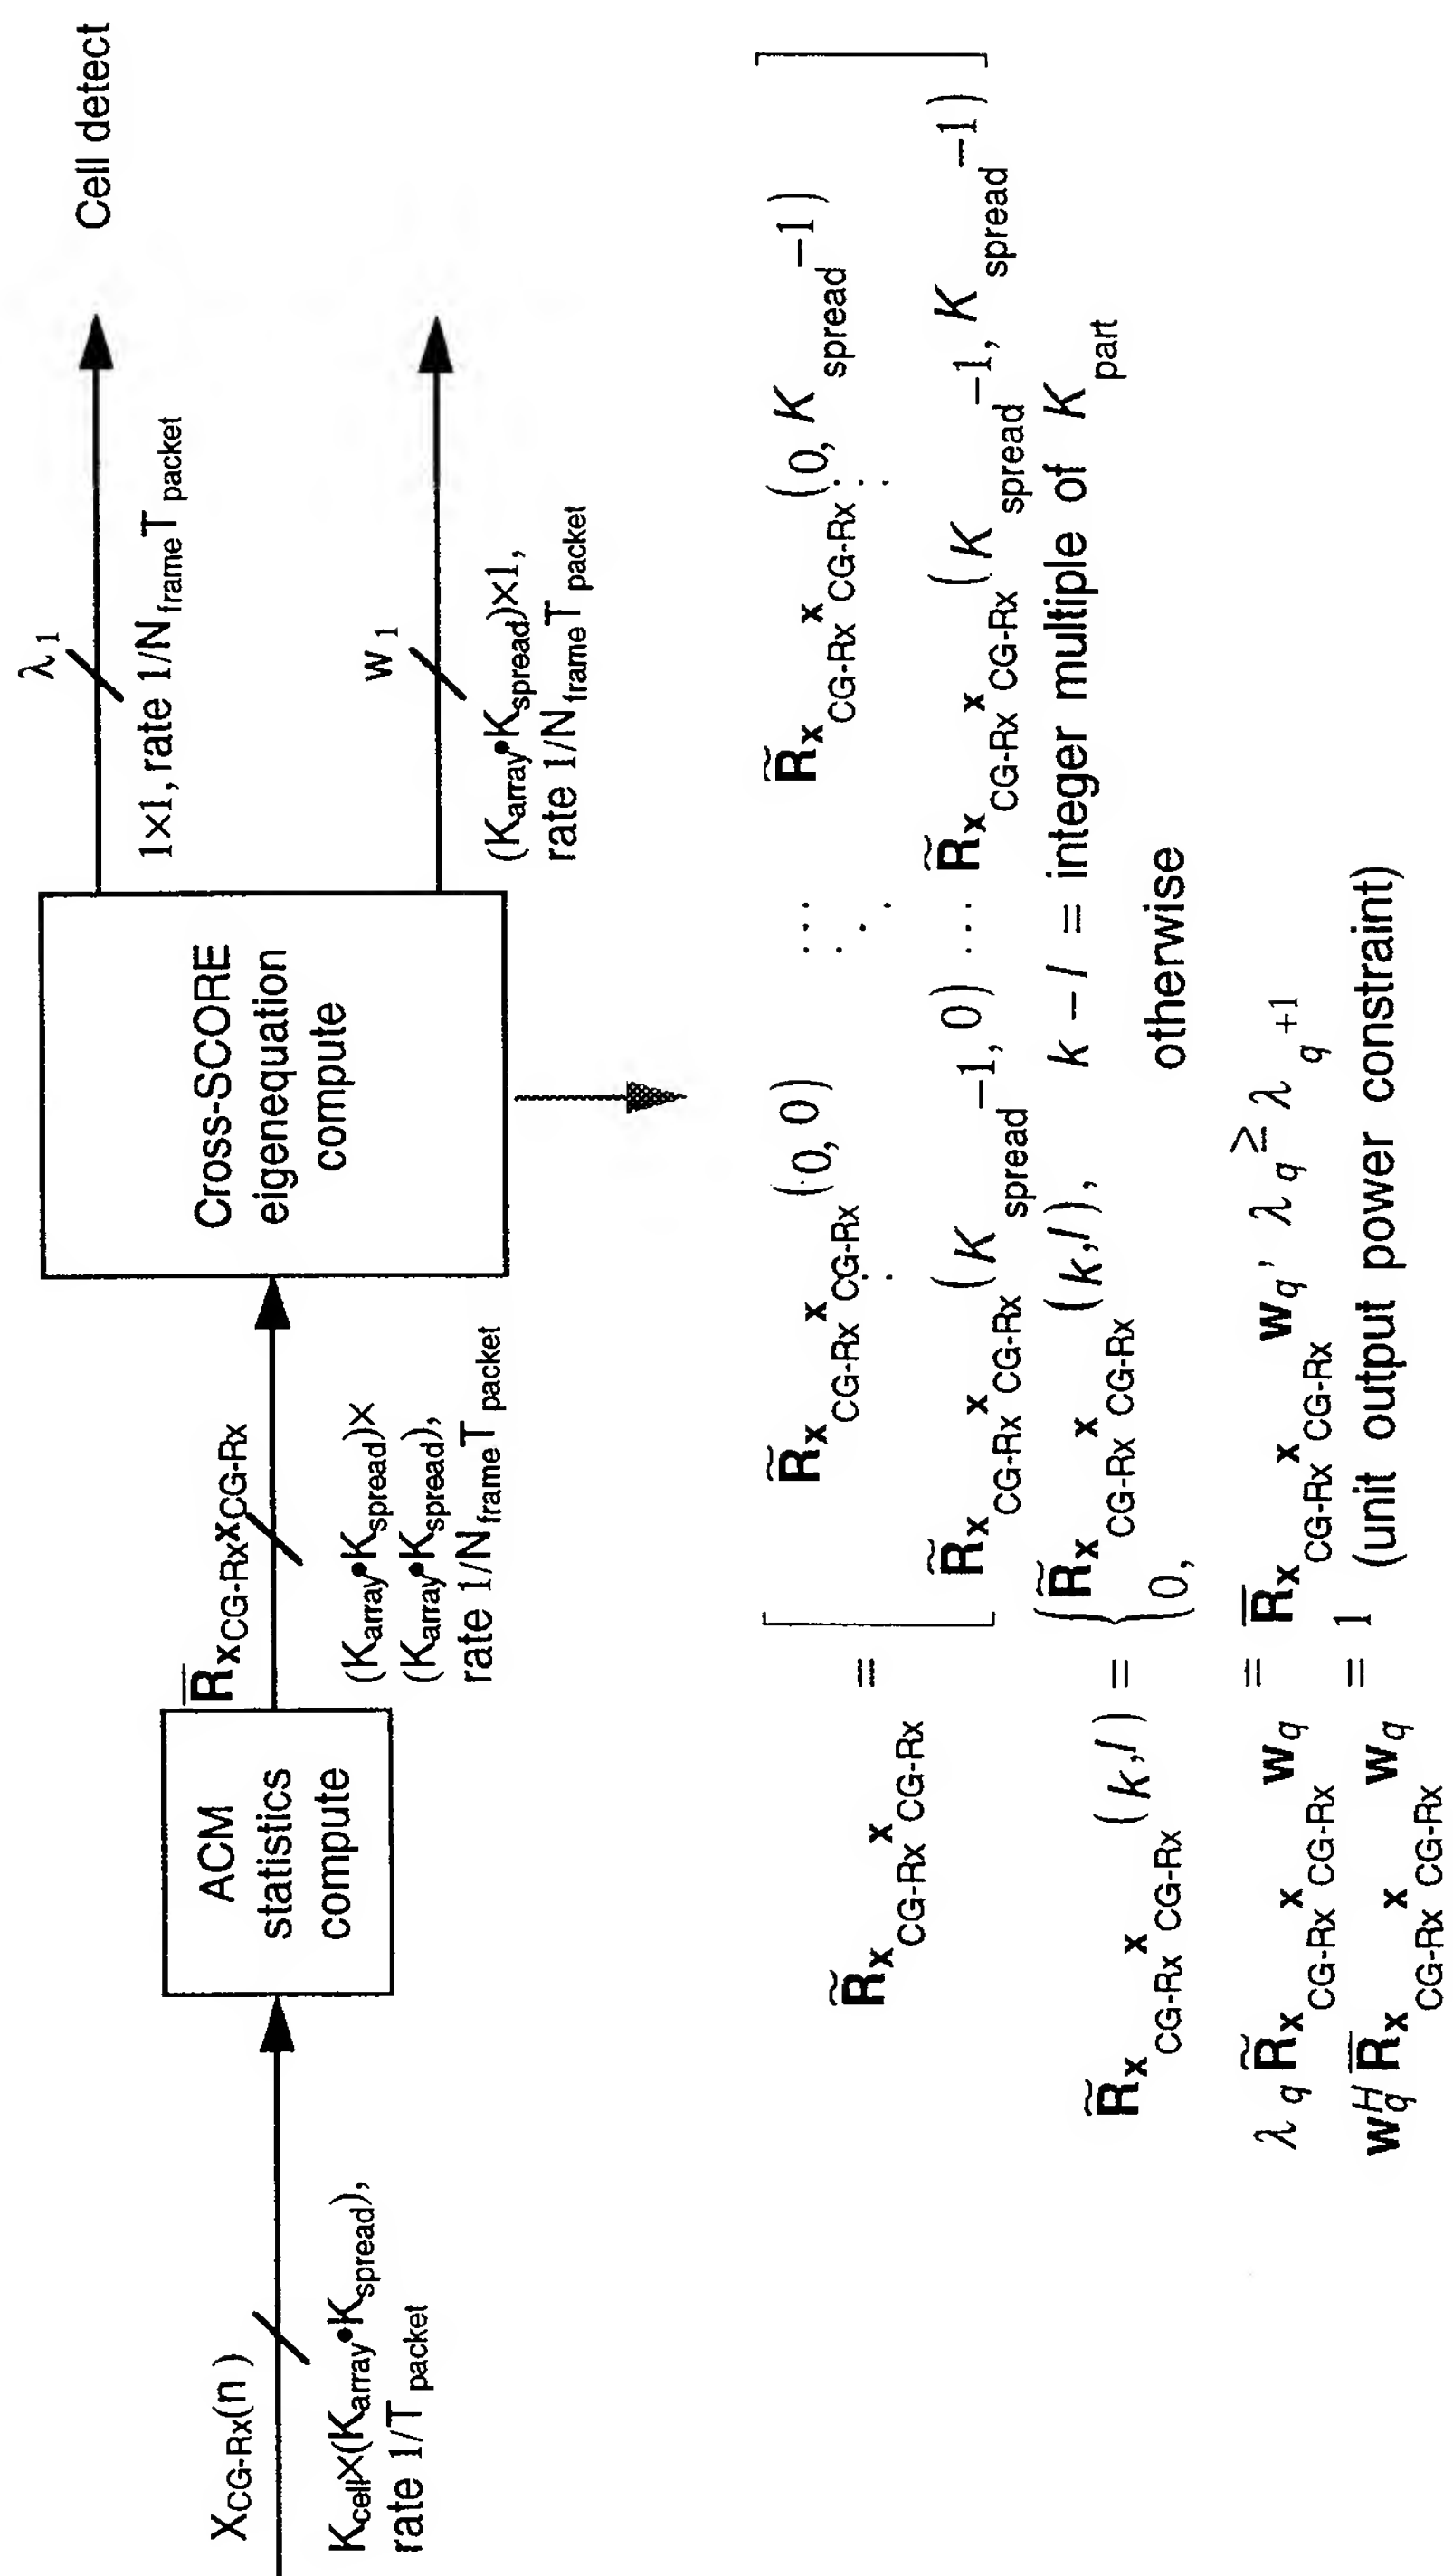 X_CG-Rx(n)
K_cell×(K_array•K_spread),
rate 1/T_packet
ACM
statistics
compute
R̅_x_CG-Rx x_CG-Rx
(K_array•K_spread)×
(K_array•K_spread),
rate 1/N_frame T_packet
Cross-SCORE
eigenequation
compute
λ_1
1×1, rate 1/N_frame T_packet
Cell detect
w_1
(K_array•K_spread)×1,
rate 1/N_frame T_packet
R̃_x_CG-Rx x_CG-Rx = [ R̃_x_CG-Rx x_CG-Rx (0, 0) ... R̃_x_CG-Rx x_CG-Rx (0, K_spread −1)
⋮ ⋱ ⋮
R̃_x_CG-Rx x_CG-Rx (K_spread −1, 0) ... R̃_x_CG-Rx x_CG-Rx (K_spread −1, K_spread −1) ]
R̃_x_CG-Rx x_CG-Rx (k,l) = { R̃_x_CG-Rx x_CG-Rx (k,l), k − l = integer multiple of K_part
0, otherwise
λ_q R̃_x_CG-Rx x_CG-Rx w_q = R̅_x_CG-Rx x_CG-Rx w_q, λ_q ≥ λ_q+1
w_q^H R̅_x_CG-Rx x_CG-Rx w_q = 1 (unit output power constraint)